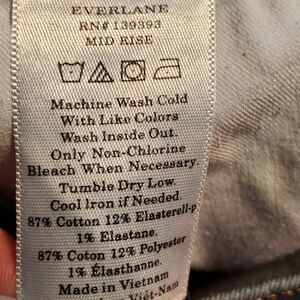 EVERLANE
RN# 139393
MID RISE
Machine Wash Cold
With Like Colors
Wash Inside Out.
Only Non-Chlorine
Bleach When Necessary.
Tumble Dry Low.
Cool Iron if Needed.
87% Cotton 12% Elasterell-p
1% Elastane.
87% Coton 12% Polyester
1% Élasthanne.
Made in Vietnam